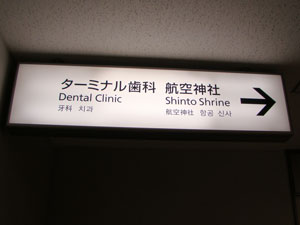 ターミナル歯科 航空神社
Dental Clinic Shinto Shrine
牙科 치과 航空神社 항공 신사